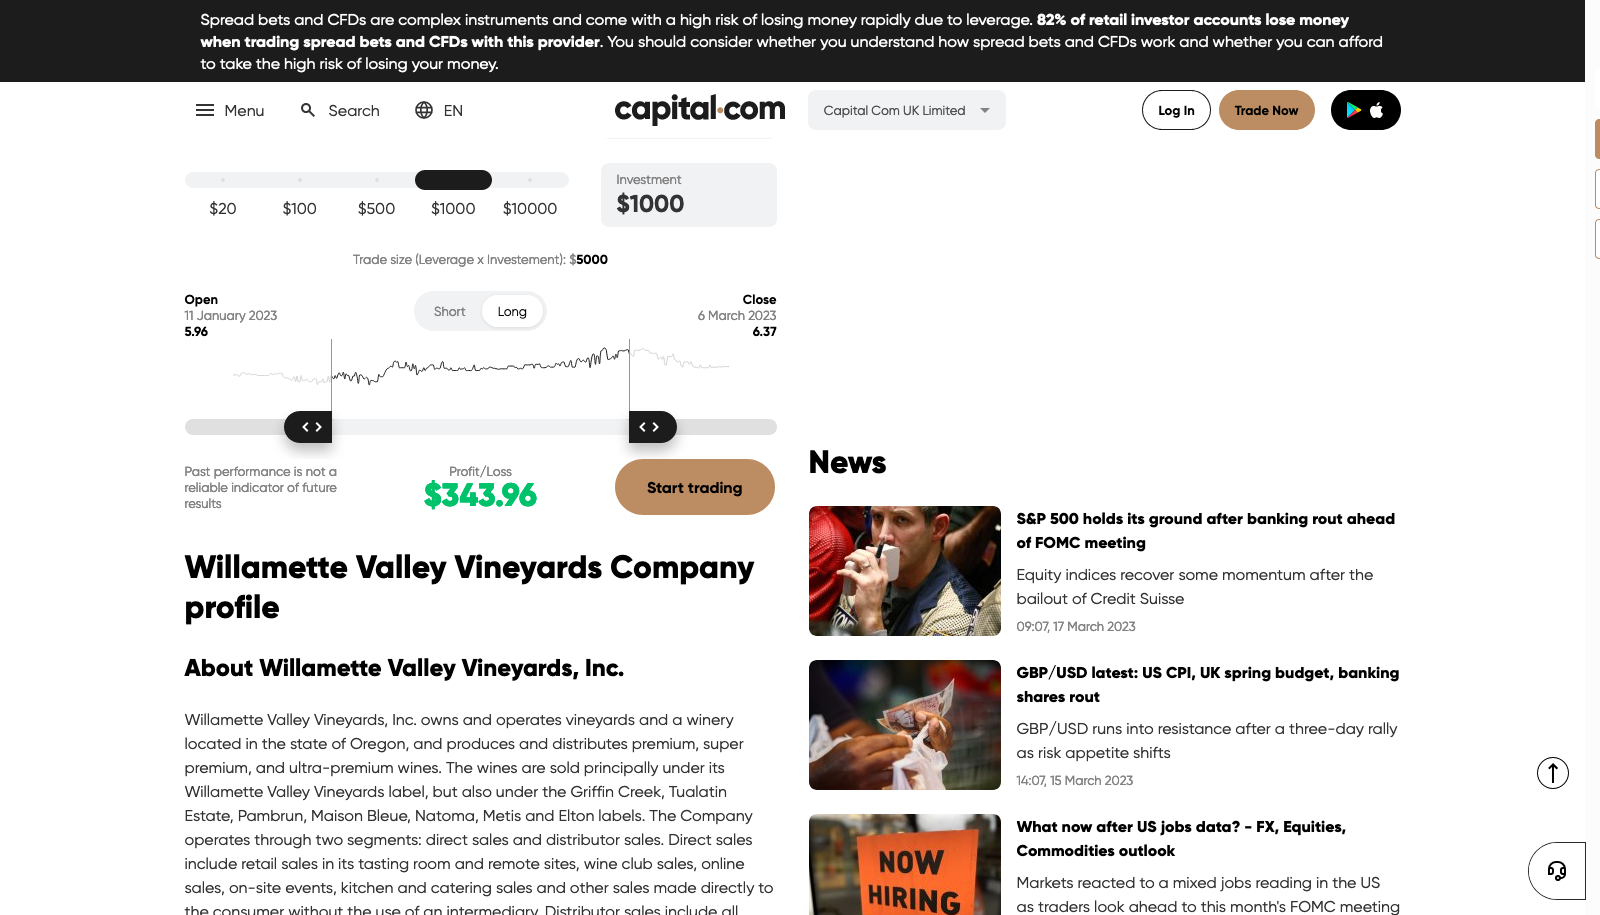 Spread bets and CFDs are complex instruments and come with a high risk of losing money rapidly due to leverage. 82% of retail investor accounts lose money
when trading spread bets and CFDs with this provider. You should consider whether you understand how spread bets and CFDs work and whether you can afford
to take the high risk of losing your money.
Menu
Search
EN
capital.com
Capital Com UK Limited
Log In
Trade Now
$20
$100
$500
$1000
$10000
Investment
$1000
Trade size (Leverage x Investement): $5000
Open
11 January 2023
5.96
Short
Long
Close
6 March 2023
6.37
Past performance is not a
reliable indicator of future
results
Profit/Loss
$343.96
Start trading
Willamette Valley Vineyards Company
profile
About Willamette Valley Vineyards, Inc.
Willamette Valley Vineyards, Inc. owns and operates vineyards and a winery
located in the state of Oregon, and produces and distributes premium, super
premium, and ultra-premium wines. The wines are sold principally under its
Willamette Valley Vineyards label, but also under the Griffin Creek, Tualatin
Estate, Pambrun, Maison Bleue, Natoma, Metis and Elton labels. The Company
operates through two segments: direct sales and distributor sales. Direct sales
include retail sales in its tasting room and remote sites, wine club sales, online
sales, on-site events, kitchen and catering sales and other sales made directly to
the consumer without the use of an intermediary. Distributor sales include all
News
S&P 500 holds its ground after banking rout ahead
of FOMC meeting
Equity indices recover some momentum after the
bailout of Credit Suisse
09:07, 17 March 2023
GBP/USD latest: US CPI, UK spring budget, banking
shares rout
GBP/USD runs into resistance after a three-day rally
as risk appetite shifts
14:07, 15 March 2023
NOW
HIRING
What now after US jobs data? - FX, Equities,
Commodities outlook
Markets reacted to a mixed jobs reading in the US
as traders look ahead to this month's FOMC meeting